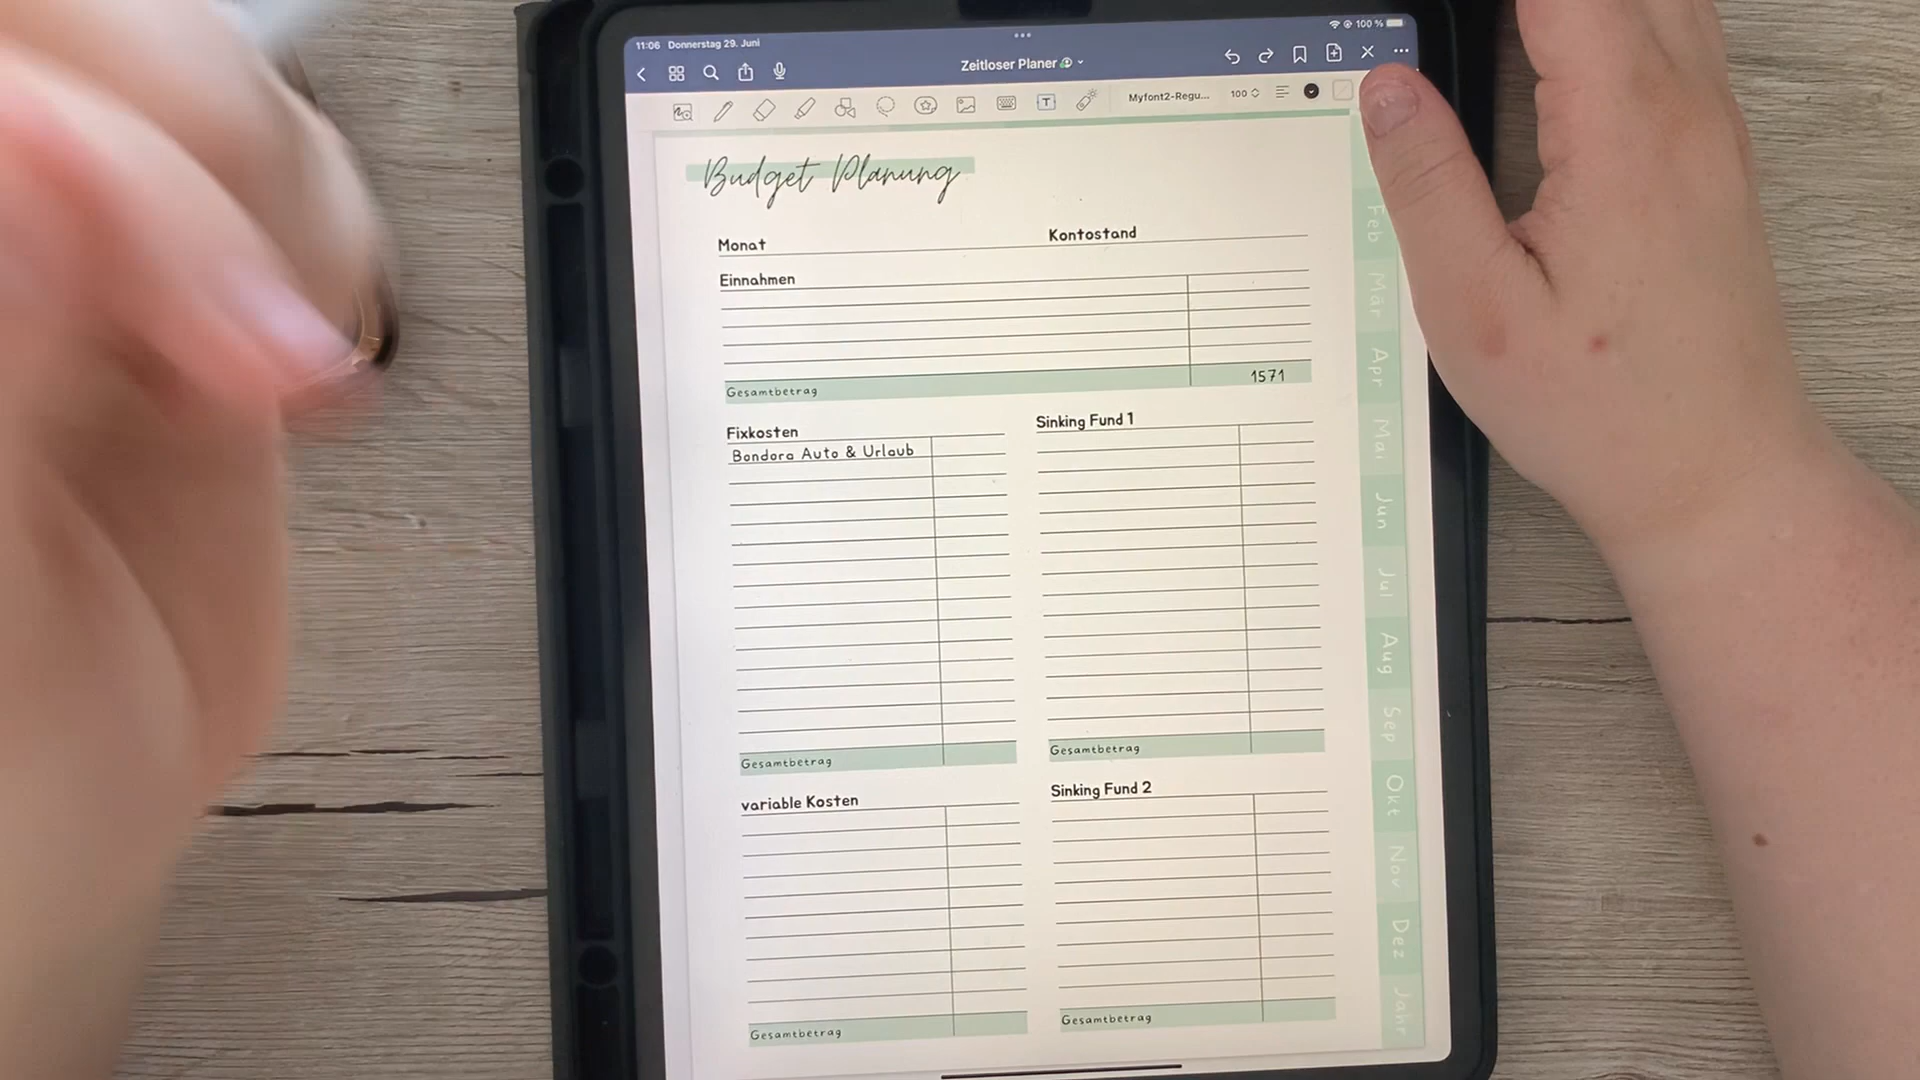 11:06 Donnerstag 29. Juni
100 %
Zeitloser Planer
Myfont2-Regu...
100
T
Budget Planung
Monat
Kontostand
Einnahmen
Gesamtbetrag
1571
Fixkosten
Bondora Auto & Urlaub
Gesamtbetrag
Sinking Fund 1
Gesamtbetrag
variable Kosten
Gesamtbetrag
Sinking Fund 2
Gesamtbetrag
Feb
Mär
Apr
Mai
Jun
Jul
Aug
Sep
Okt
Nov
Dez
Jahr